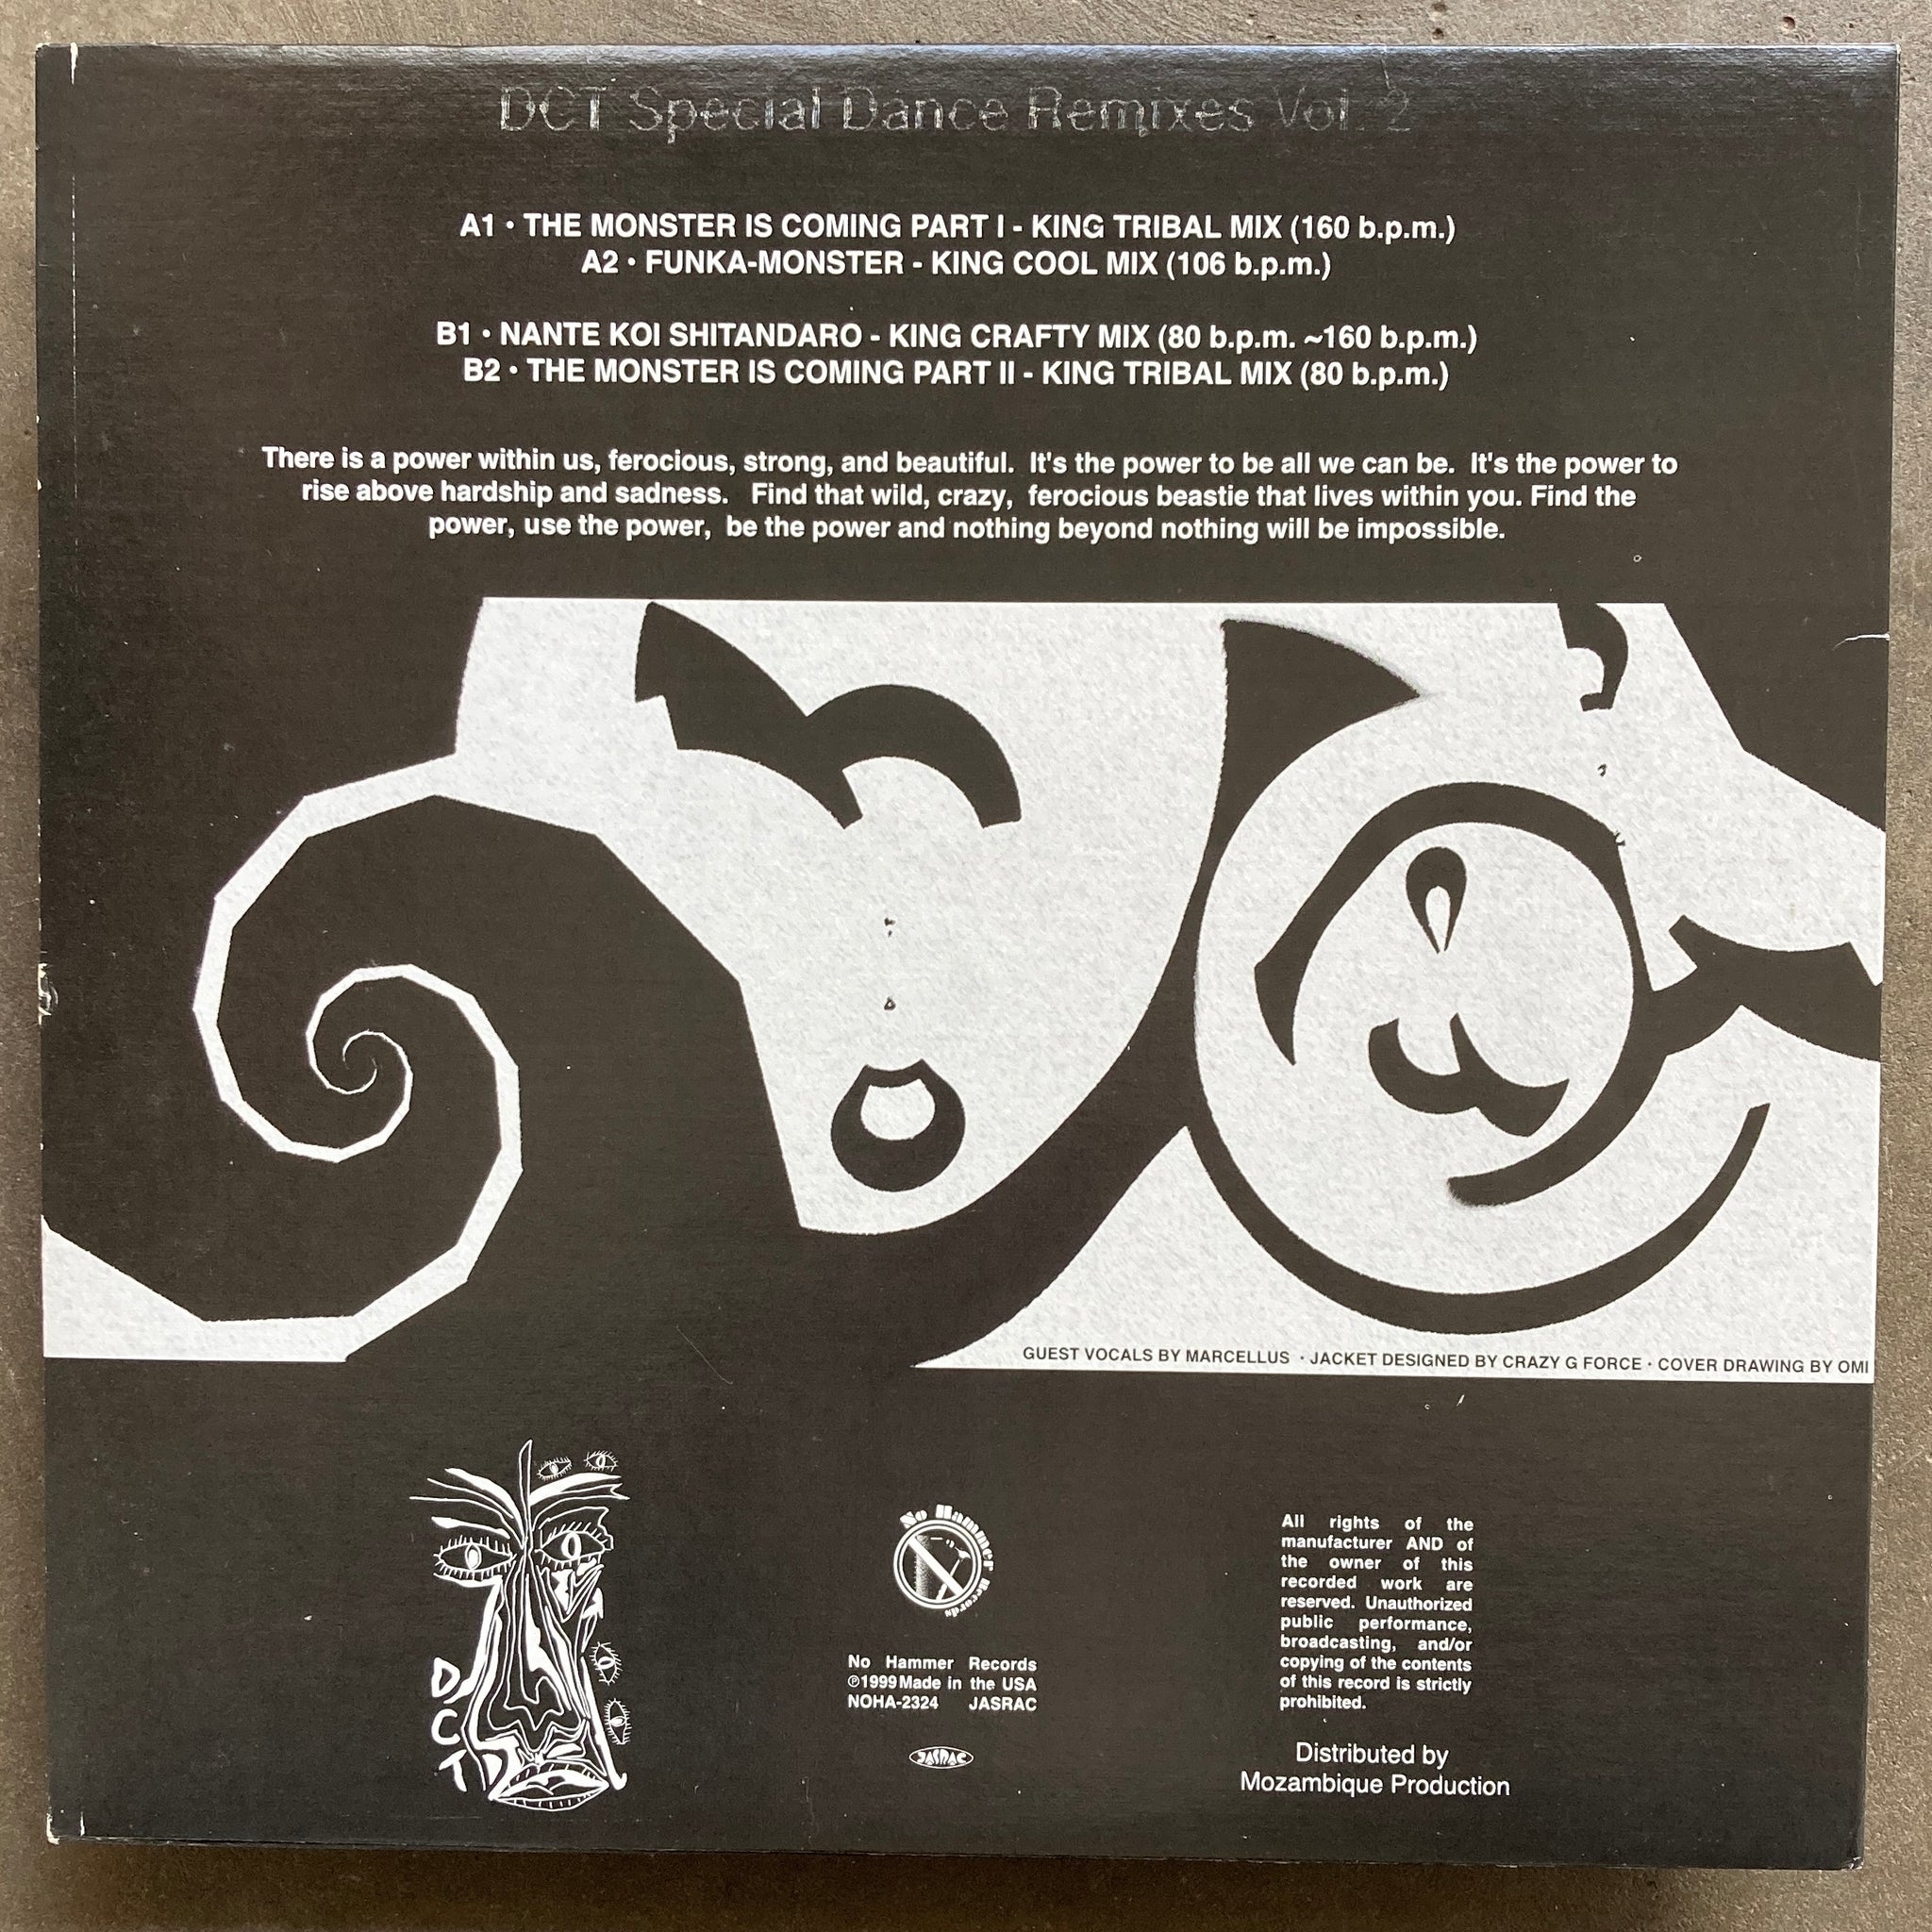 DCT Special Dance Remixes Vol. 2
A1 • THE MONSTER IS COMING PART I - KING TRIBAL MIX (160 b.p.m.)
A2 • FUNKA-MONSTER - KING COOL MIX (106 b.p.m.)
B1 • NANTE KOI SHITANDARO - KING CRAFTY MIX (80 b.p.m. ~160 b.p.m.)
B2 • THE MONSTER IS COMING PART II - KING TRIBAL MIX (80 b.p.m.)
There is a power within us, ferocious, strong, and beautiful. It's the power to be all we can be. It's the power to
rise above hardship and sadness. Find that wild, crazy, ferocious beastie that lives within you. Find the
power, use the power, be the power and nothing beyond nothing will be impossible.
GUEST VOCALS BY MARCELLUS • JACKET DESIGNED BY CRAZY G FORCE • COVER DRAWING BY OMI
DCT
No Hammer Records
No Hammer Records
℗1999 Made in the USA
NOHA-2324 JASRAC
JASRAC
All rights of the
manufacturer AND of
the owner of this
recorded work are
reserved. Unauthorized
public performance,
broadcasting, and/or
copying of the contents
of this record is strictly
prohibited.
Distributed by
Mozambique Production